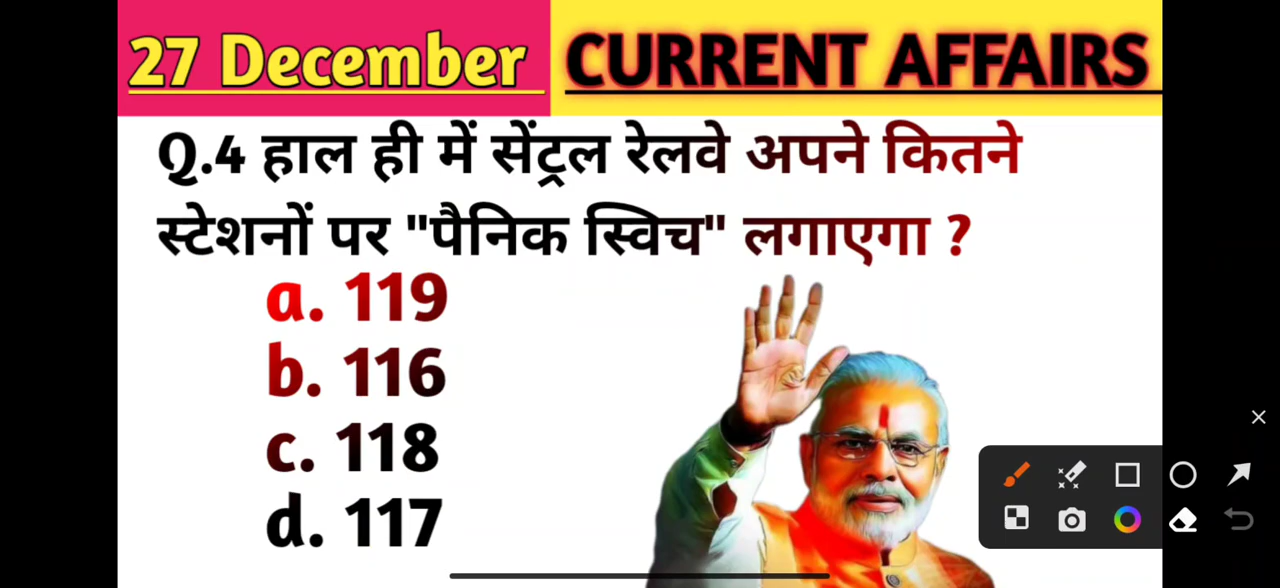 27 December CURRENT AFFAIRS
Q.4 हाल ही में सेंट्रल रेलवे अपने कितने
स्टेशनों पर "पैनिक स्विच" लगाएगा ?
a. 119
b. 116
c. 118
d. 117